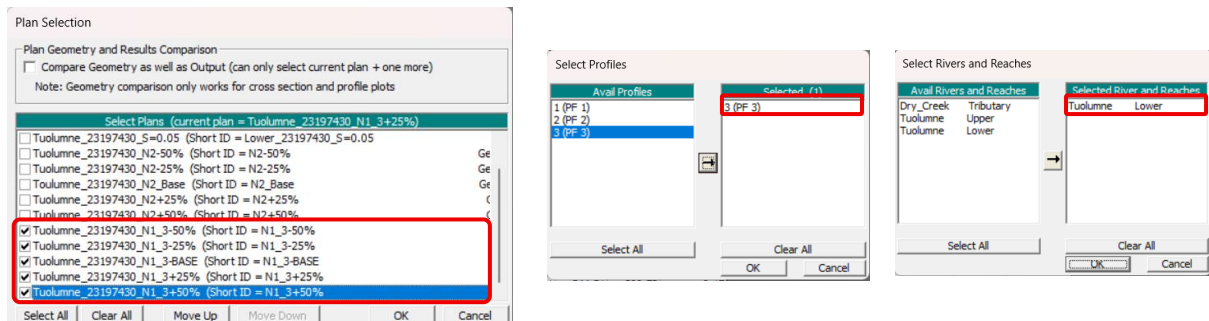 Plan Selection
Plan Geometry and Results Comparison
Compare Geometry as well as Output (can only select current plan + one more)
Note: Geometry comparison only works for cross section and profile plots
Select Plans (current plan = Tuolumne_23197430_N1_3+25%)
Tuolumne_23197430_S=0.05 (Short ID = Lower_23197430_S=0.05
Tuolumne_23197430_N2-50% (Short ID = N2-50% Ge
Tuolumne_23197430_N2-25% (Short ID = N2-25% Ge
Tuolumne_23197430_N2_Base (Short ID = N2_Base Ge
Tuolumne_23197430_N2+25% (Short ID = N2+25%
Tuolumne_23197430_N2+50% (Short ID = N2+50%
Tuolumne_23197430_N1_3-50% (Short ID = N1_3-50%
Tuolumne_23197430_N1_3-25% (Short ID = N1_3-25%
Tuolumne_23197430_N1_3-BASE (Short ID = N1_3-BASE
Tuolumne_23197430_N1_3+25% (Short ID = N1_3+25%
Tuolumne_23197430_N1_3+50% (Short ID = N1_3+50%
Select All Clear All Move Up Move Down OK Cancel
Select Profiles
Avail Profiles Selected (1)
1 (PF 1) 3 (PF 3)
2 (PF 2)
3 (PF 3)
Select All Clear All
OK Cancel
Select Rivers and Reaches
Avail Rivers and Reaches Selected River and Reaches
Dry_Creek Tributary Tuolumne Lower
Tuolumne Upper
Tuolumne Lower
Select All Clear All
OK Cancel